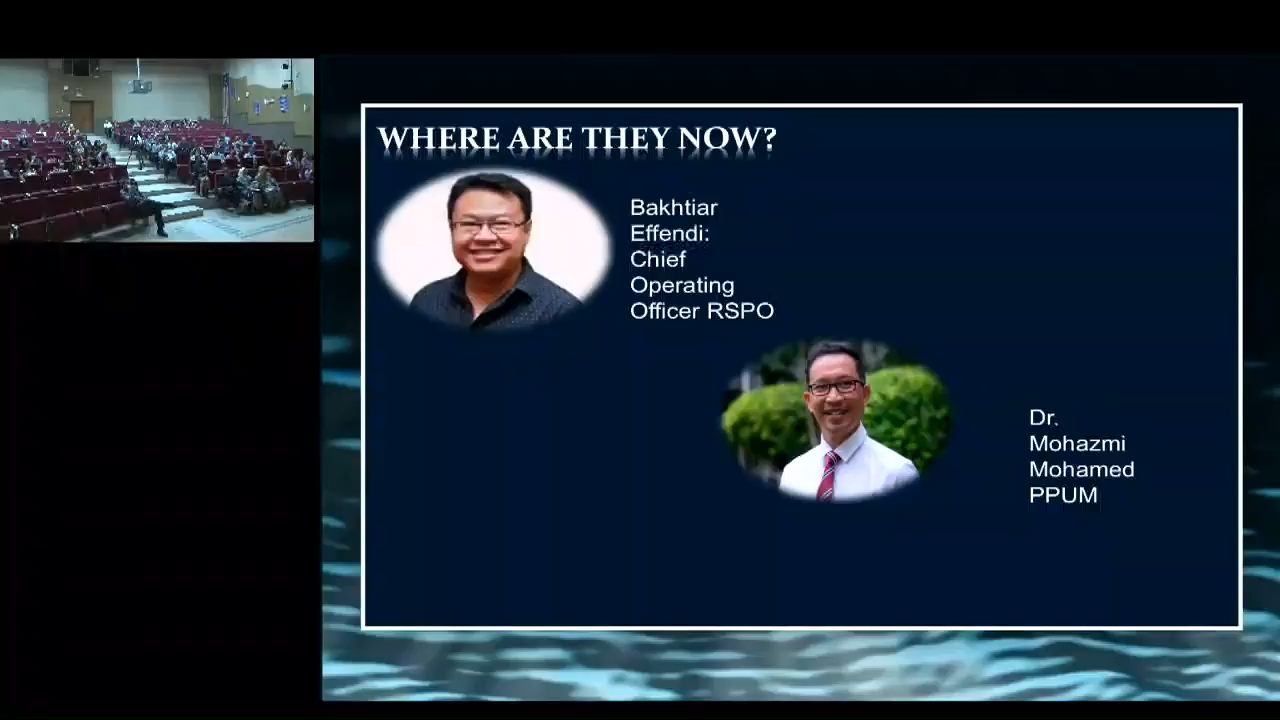 WHERE ARE THEY NOW?
Bakhtiar
Effendi:
Chief
Operating
Officer RSPO
Dr.
Mohazmi
Mohamed
PPUM